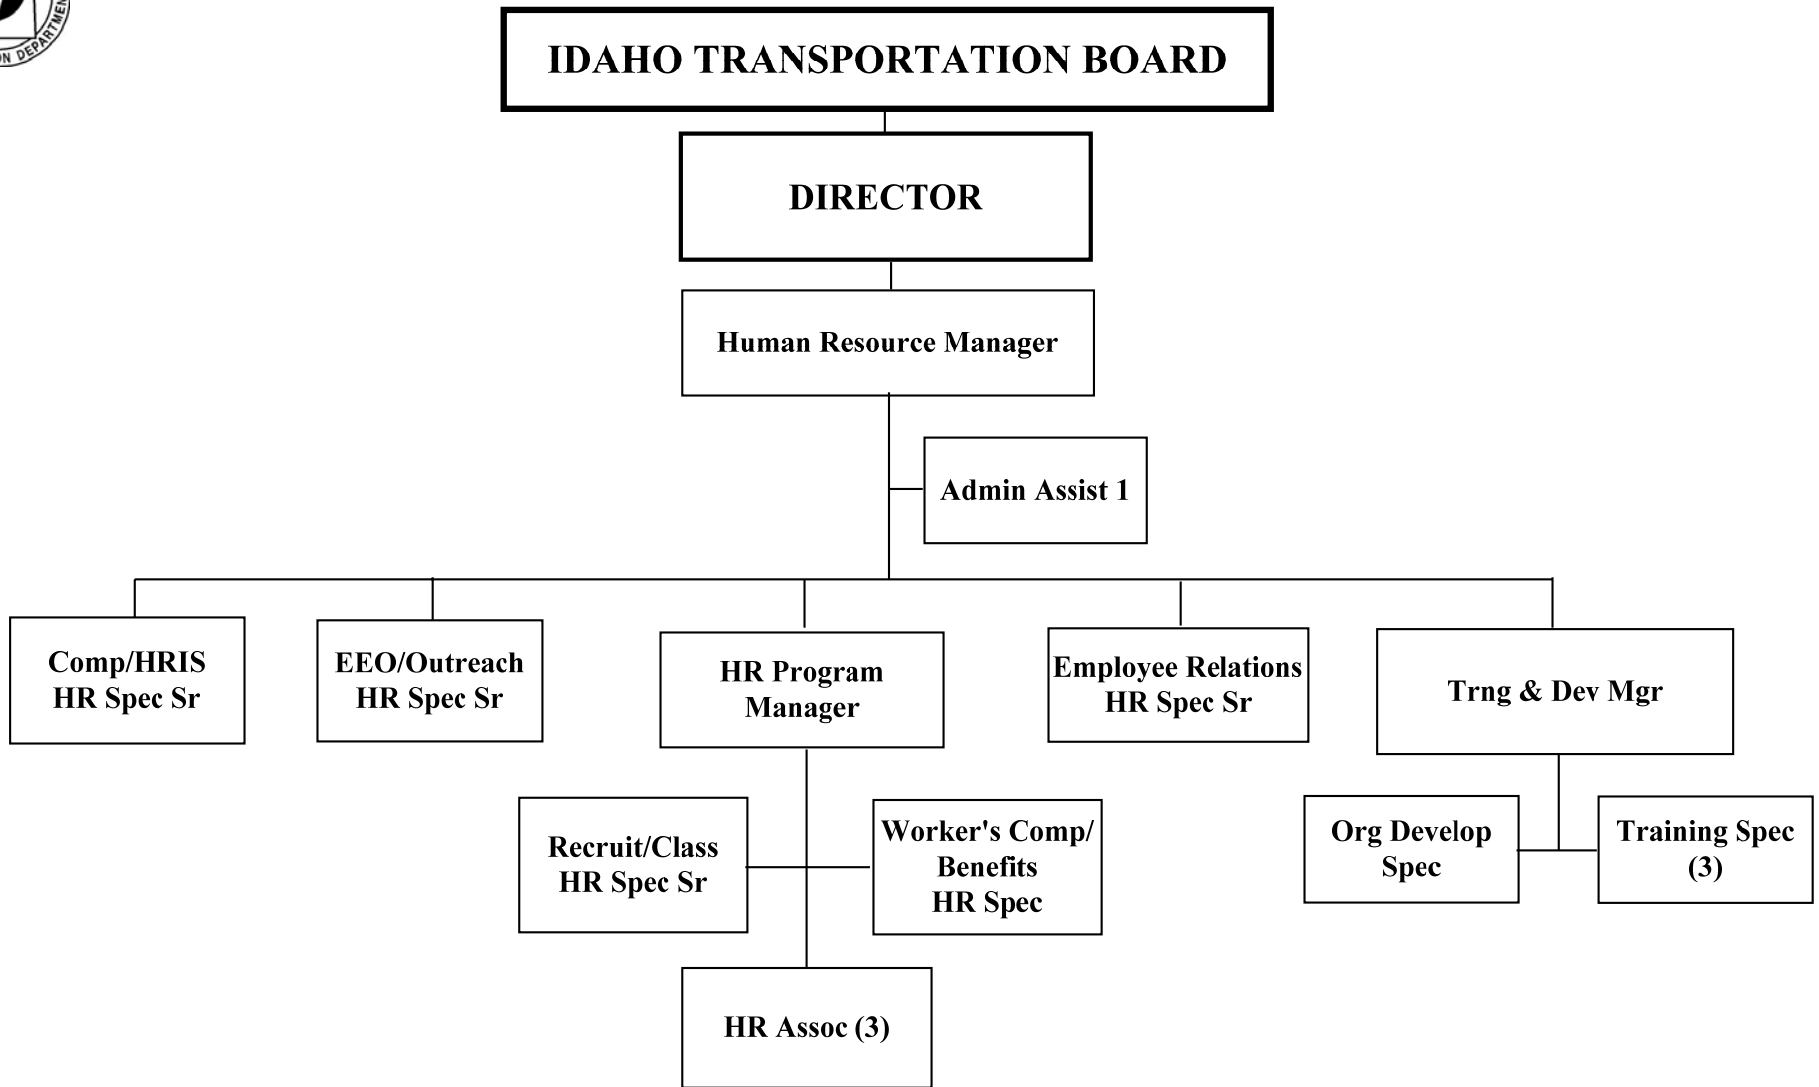 ON DEPARTMEN
IDAHO TRANSPORTATION BOARD
DIRECTOR
Human Resource Manager
Admin Assist 1
Comp/HRIS
HR Spec Sr
EEO/Outreach
HR Spec Sr
HR Program
Manager
Employee Relations
HR Spec Sr
Trng & Dev Mgr
Recruit/Class
HR Spec Sr
Worker's Comp/
Benefits
HR Spec
Org Develop
Spec
Training Spec
(3)
HR Assoc (3)